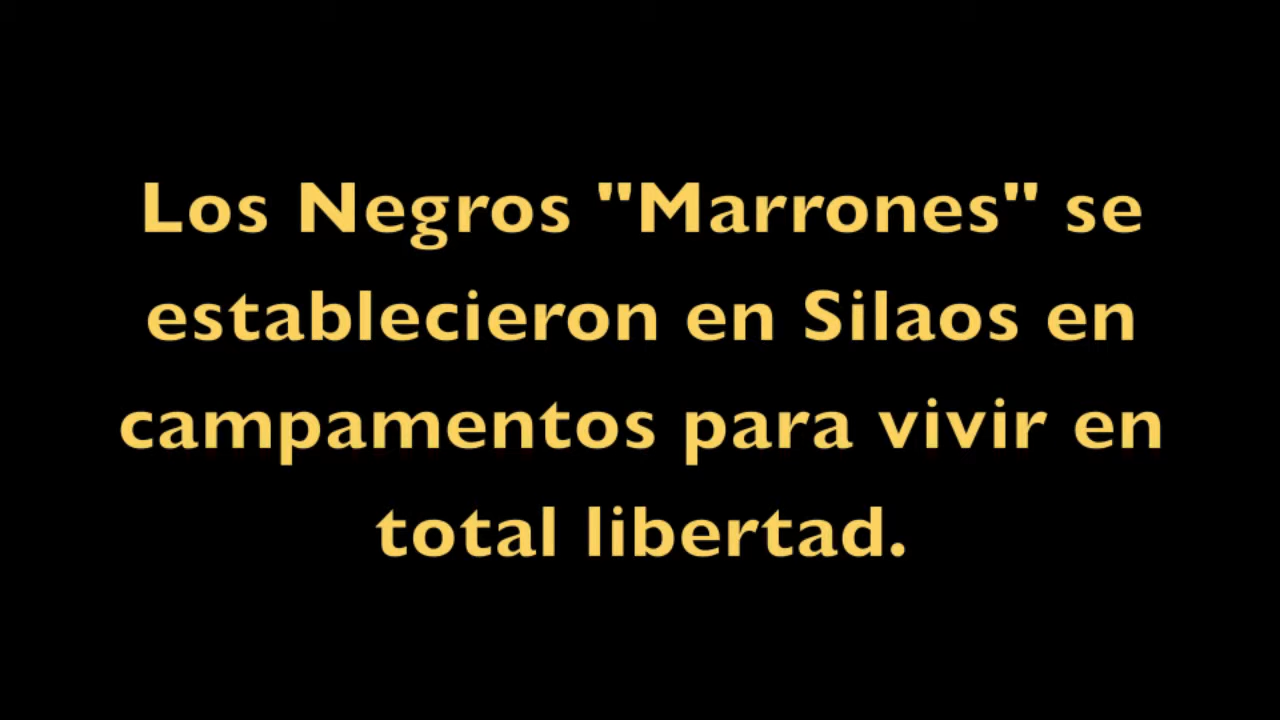 Los Negros "Marrones" se
establecieron en Silaos en
campamentos para vivir en
total libertad.